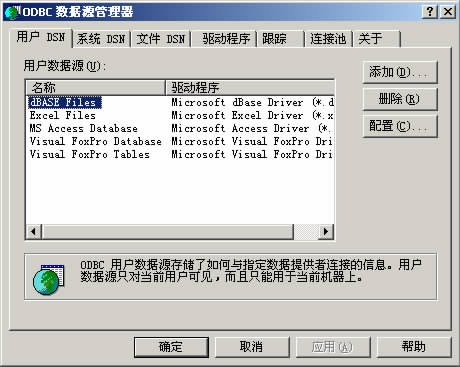 ODBC 数据源管理器
用户 DSN 系统 DSN 文件 DSN 驱动程序 跟踪 连接池 关于
用户数据源(U):
名称 驱动程序
dBASE Files Microsoft dBase Driver (*.d
Excel Files Microsoft Excel Driver (*.x
MS Access Database Microsoft Access Driver (*.m
Visual FoxPro Database Microsoft Visual FoxPro Dri
Visual FoxPro Tables Microsoft Visual FoxPro Dri
添加(D)...
删除(R)
配置(C)...
ODBC 用户数据源存储了如何与指定数据提供者连接的信息。用户
数据源只对当前用户可见，而且只能用于当前机器上。
确定 取消 应用(A) 帮助